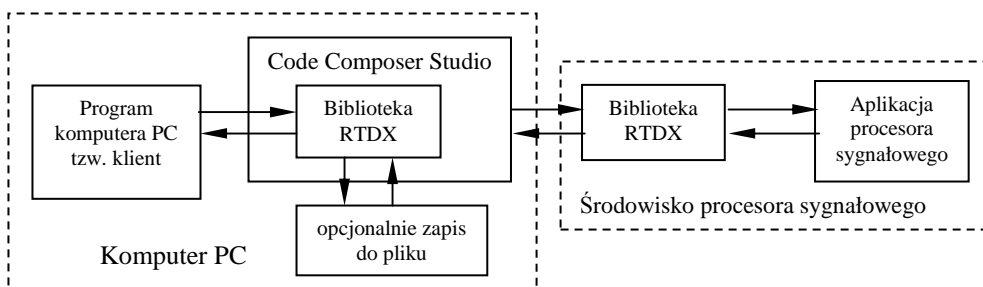 Code Composer Studio
Program
komputera PC
tzw. klient
Biblioteka
RTDX
opcjonalnie zapis
do pliku
Komputer PC
Biblioteka
RTDX
Aplikacja
procesora
sygnałowego
Środowisko procesora sygnałowego